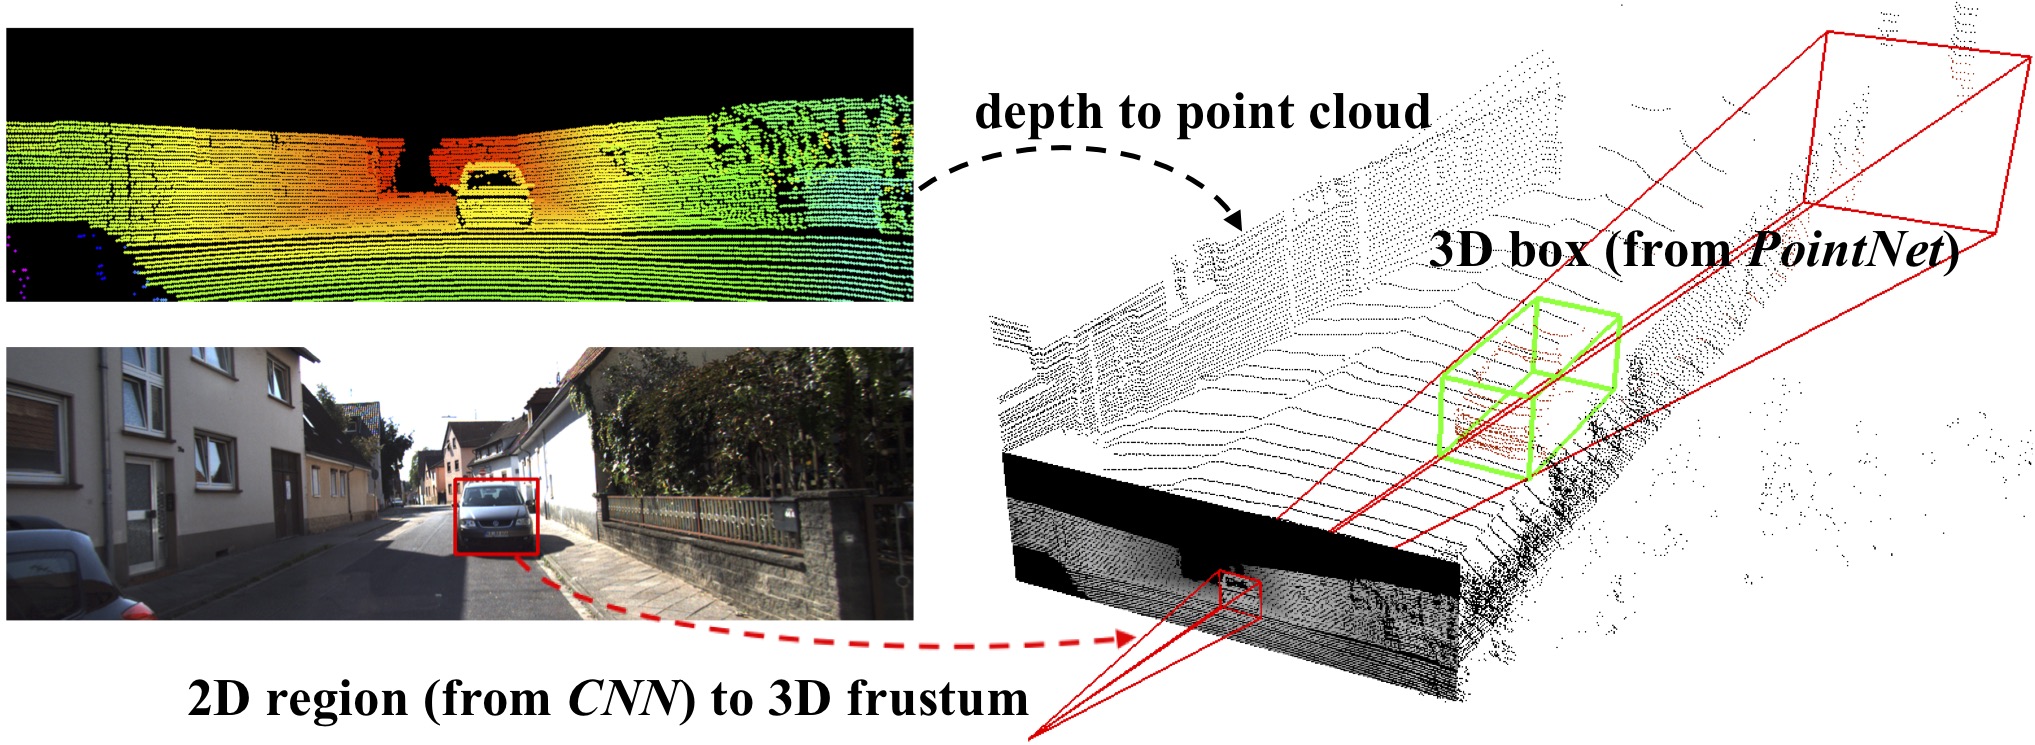 depth to point cloud
3D box (from PointNet)
2D region (from CNN) to 3D frustum